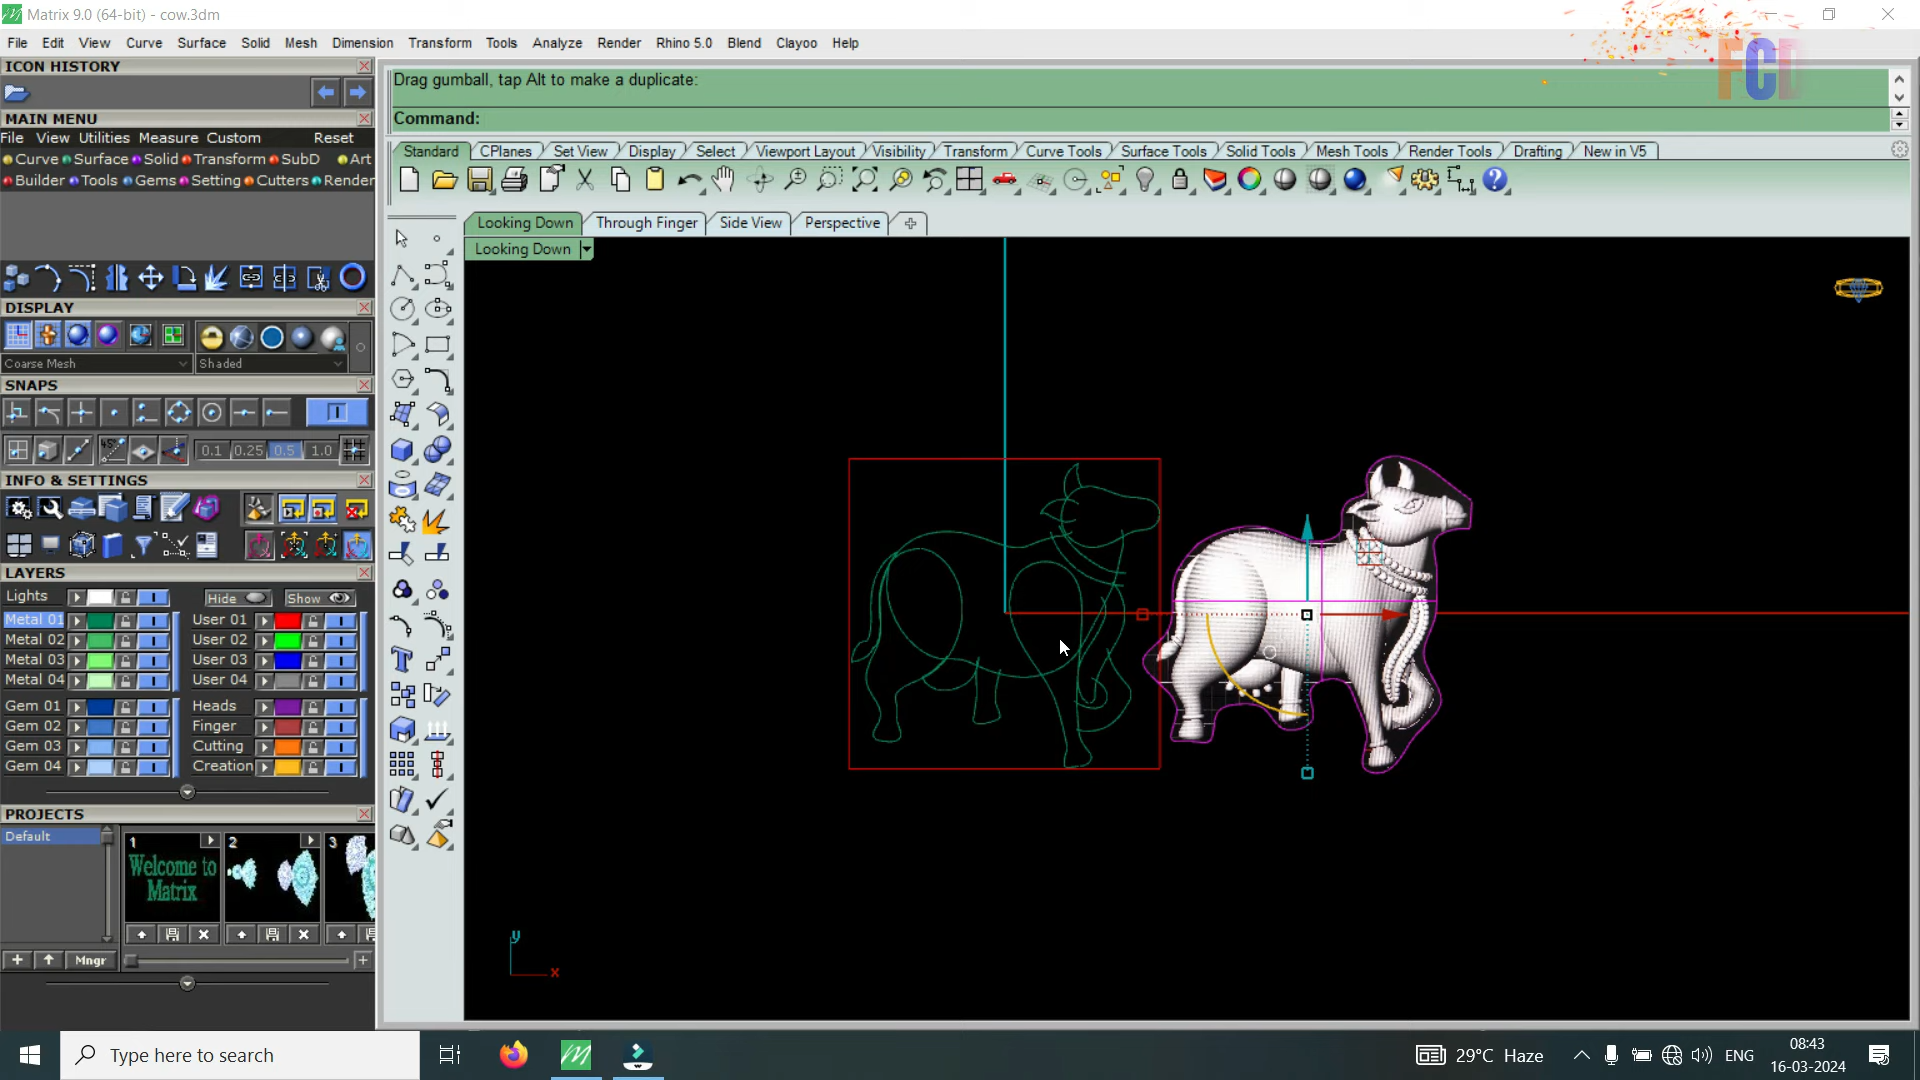 Matrix 9.0 (64-bit) - cow.3dm
File Edit View Curve Surface Solid Mesh Dimension Transform Tools Analyze Render Rhino 5.0 Blend Clayoo Help
FCD
ICON HISTORY
Drag gumball, tap Alt to make a duplicate:
Command:
MAIN MENU
File View Utilities Measure Custom Reset
Curve Surface Solid Transform SubD Art
Builder Tools Gems Setting Cutters Render
Standard CPlanes Set View Display Select Viewport Layout Visibility Transform Curve Tools Surface Tools Solid Tools Mesh Tools Render Tools Drafting New in V5
Looking Down Through Finger Side View Perspective
Looking Down
DISPLAY
Coarse Mesh Shaded
SNAPS
0.1 0.25 0.5 1.0
INFO & SETTINGS
LAYERS
Lights Hide Show
Metal 01 User 01
Metal 02 User 02
Metal 03 User 03
Metal 04 User 04
Gem 01 Heads
Gem 02 Finger
Gem 03 Cutting
Gem 04 Creation
PROJECTS
Default
1 2 3
Welcome to
Matrix
Mngr
y
x
Type here to search
29°C Haze
ENG
08:43
16-03-2024